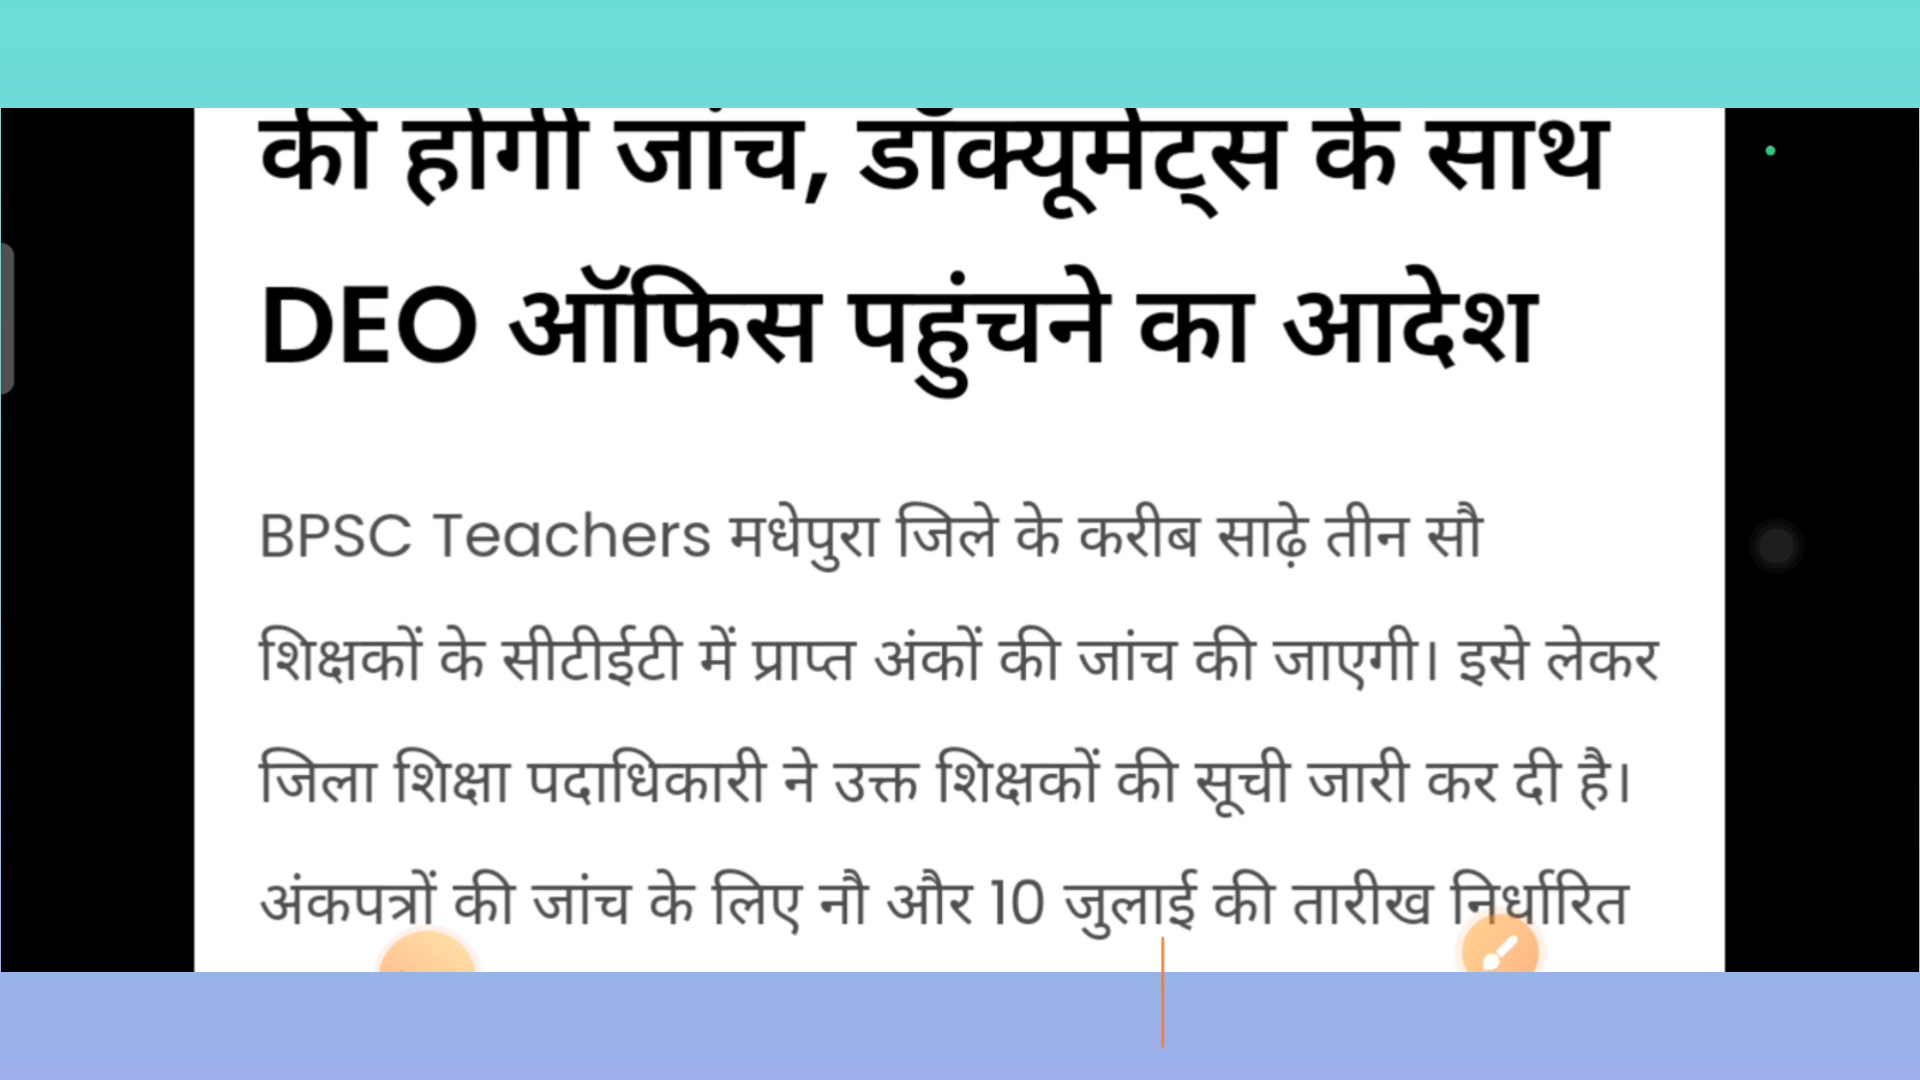 की होगी जांच, डॉक्यूमेंट्स के साथ
DEO ऑफिस पहुंचने का आदेश
BPSC Teachers मधेपुरा जिले के करीब साढ़े तीन सौ
शिक्षकों के सीटीईटी में प्राप्त अंकों की जांच की जाएगी। इसे लेकर
जिला शिक्षा पदाधिकारी ने उक्त शिक्षकों की सूची जारी कर दी है।
अंकपत्रों की जांच के लिए नौ और 10 जुलाई की तारीख निर्धारित